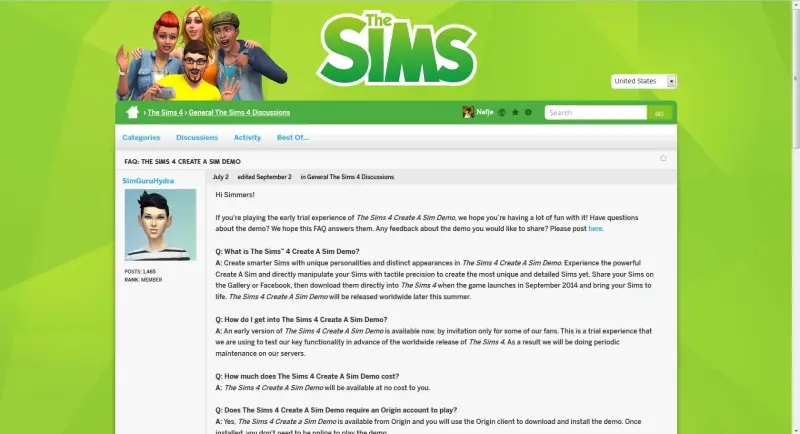 The
SIMS
United States
› The Sims 4 › General The Sims 4 Discussions
Nefje
Search
GO
Categories Discussions Activity Best Of...
FAQ: THE SIMS 4 CREATE A SIM DEMO
SimGuruHydra
July 2 edited September 2 in General The Sims 4 Discussions
POSTS: 1,465
RANK: MEMBER
Hi Simmers!
If you're playing the early trial experience of The Sims 4 Create A Sim Demo, we hope you're having a lot of fun with it! Have questions
about the demo? We hope this FAQ answers them. Any feedback about the demo you would like to share? Please post here.
Q: What is The Sims™ 4 Create A Sim Demo?
A: Create smarter Sims with unique personalities and distinct appearances in The Sims 4 Create A Sim Demo. Experience the powerful
Create A Sim and directly manipulate your Sims with tactile precision to create the most unique and detailed Sims yet. Share your Sims on
the Gallery or Facebook, then download them directly into The Sims 4 when the game launches in September 2014 and bring your Sims to
life. The Sims 4 Create A Sim Demo will be released worldwide later this summer.
Q: How do I get into The Sims 4 Create A Sim Demo?
A: An early version of The Sims 4 Create A Sim Demo is available now, by invitation only for some of our fans. This is a trial experience that
we are using to test our key functionality in advance of the worldwide release of The Sims 4. As a result we will be doing periodic
maintenance on our servers.
Q: How much does The Sims 4 Create A Sim Demo cost?
A: The Sims 4 Create A Sim Demo will be available at no cost to you.
Q: Does The Sims 4 Create A Sim Demo require an Origin account to play?
A: Yes, The Sims 4 Create a Sim Demo is available from Origin and you will use the Origin client to download and install the demo. Once
installed, you don't need to be online to play the demo.